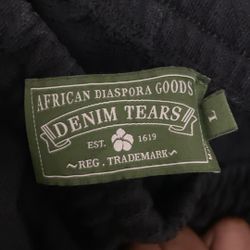 AFRICAN DIASPORA GOODS
DENIM TEARS
EST. 1619
~REG. TRADEMARK~
L